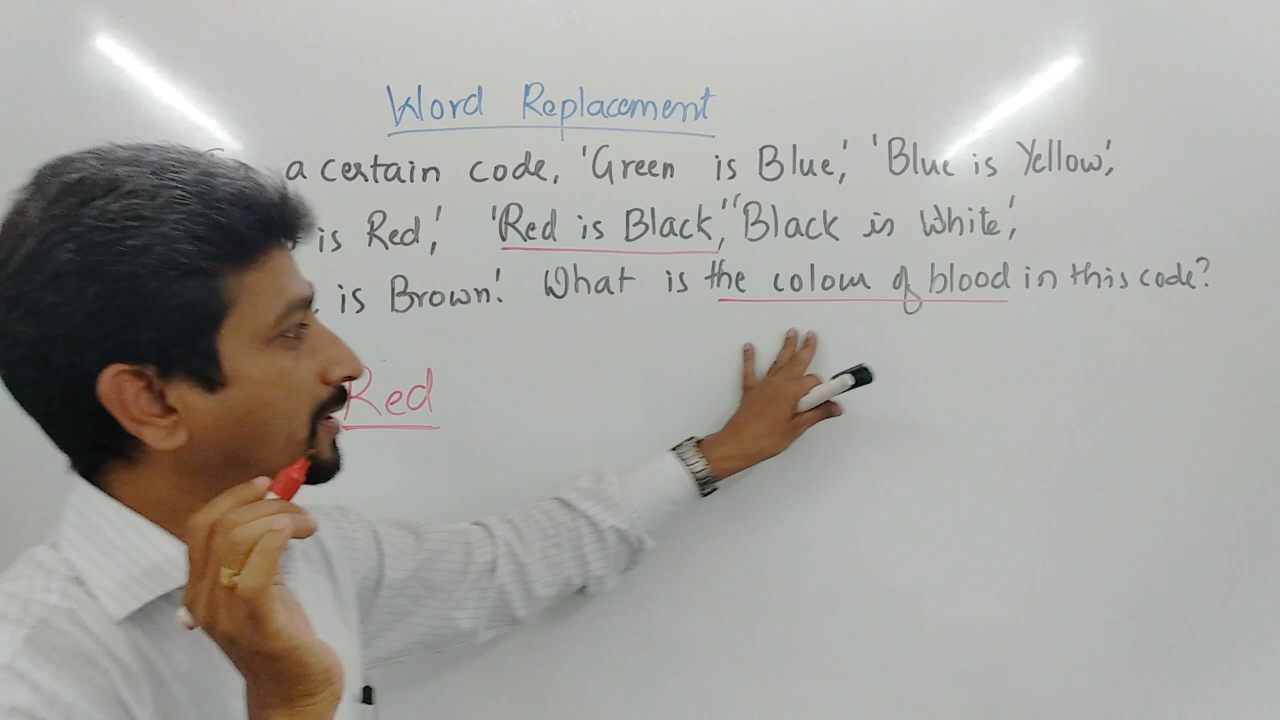 Word Replacement
a certain code, 'Green is Blue', 'Blue is Yellow',
is Red', 'Red is Black', 'Black is White',
is Brown'. What is the colour of blood in this code?
Red